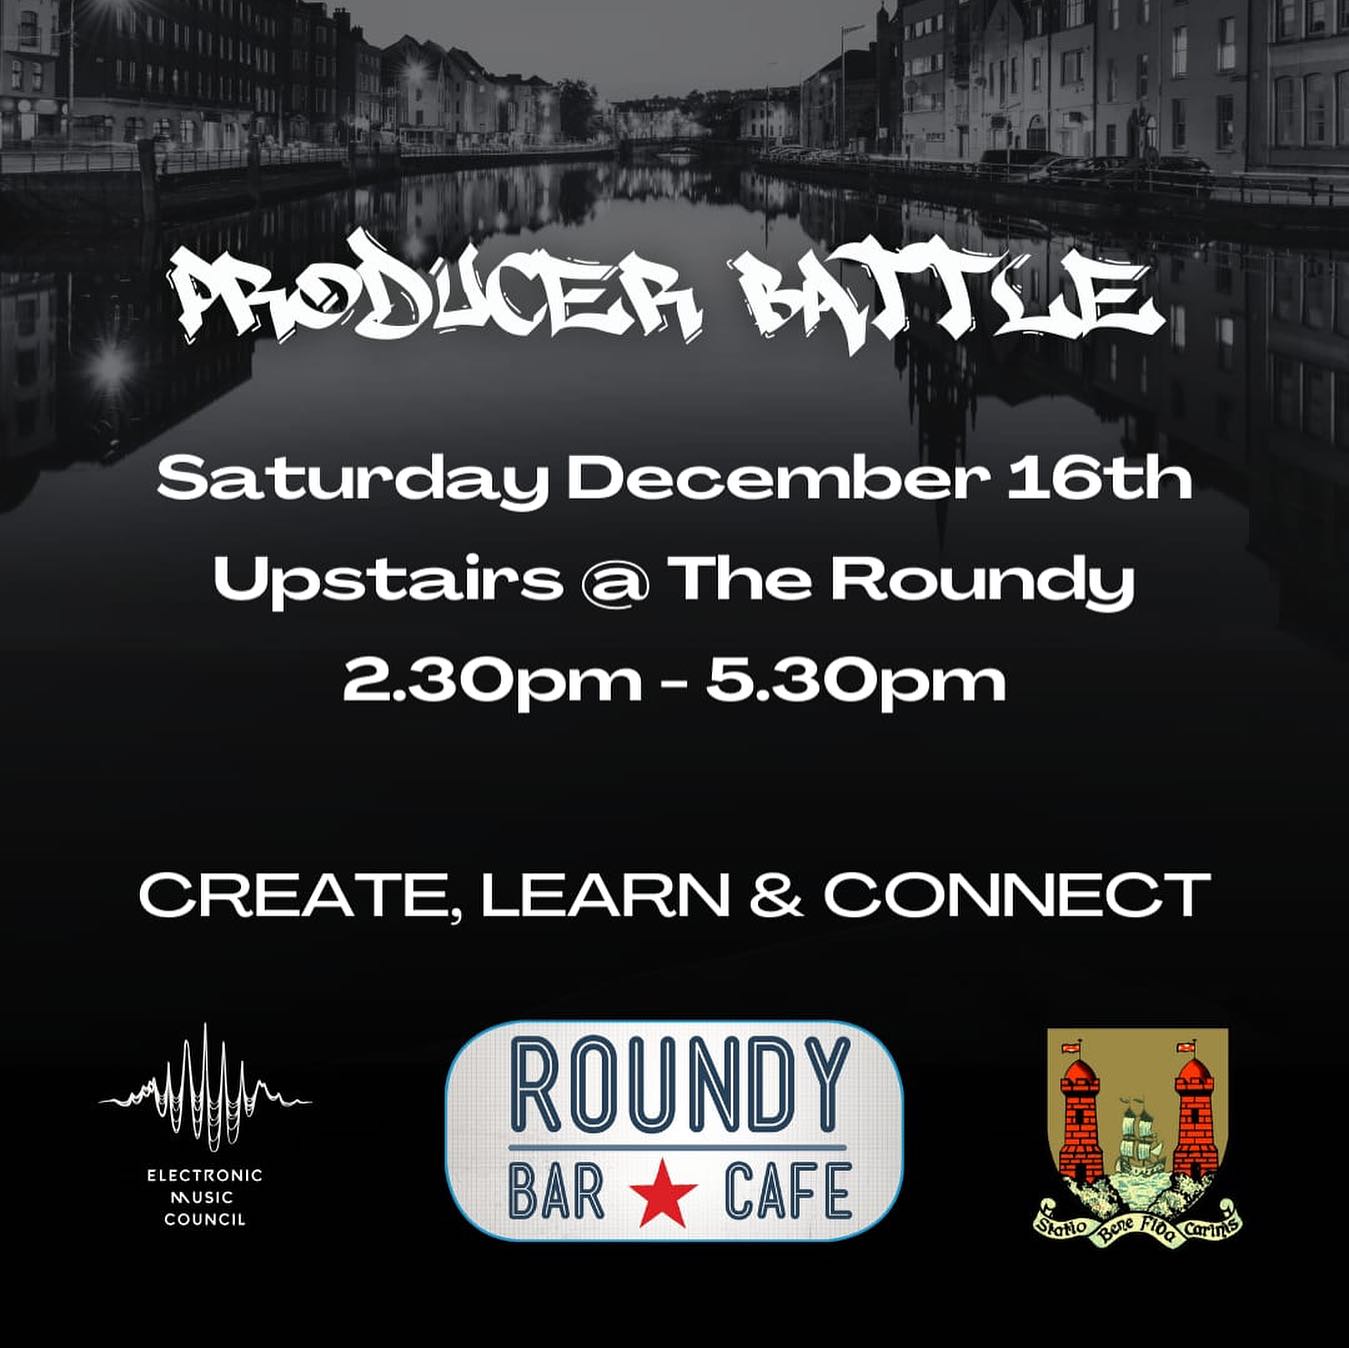 PRODUCER BATTLE
Saturday December 16th
Upstairs @ The Roundy
2.30pm - 5.30pm
CREATE, LEARN & CONNECT
ELECTRONIC
MUSIC
COUNCIL
ROUNDY
BAR CAFE
Statio Bene Fida Carinis